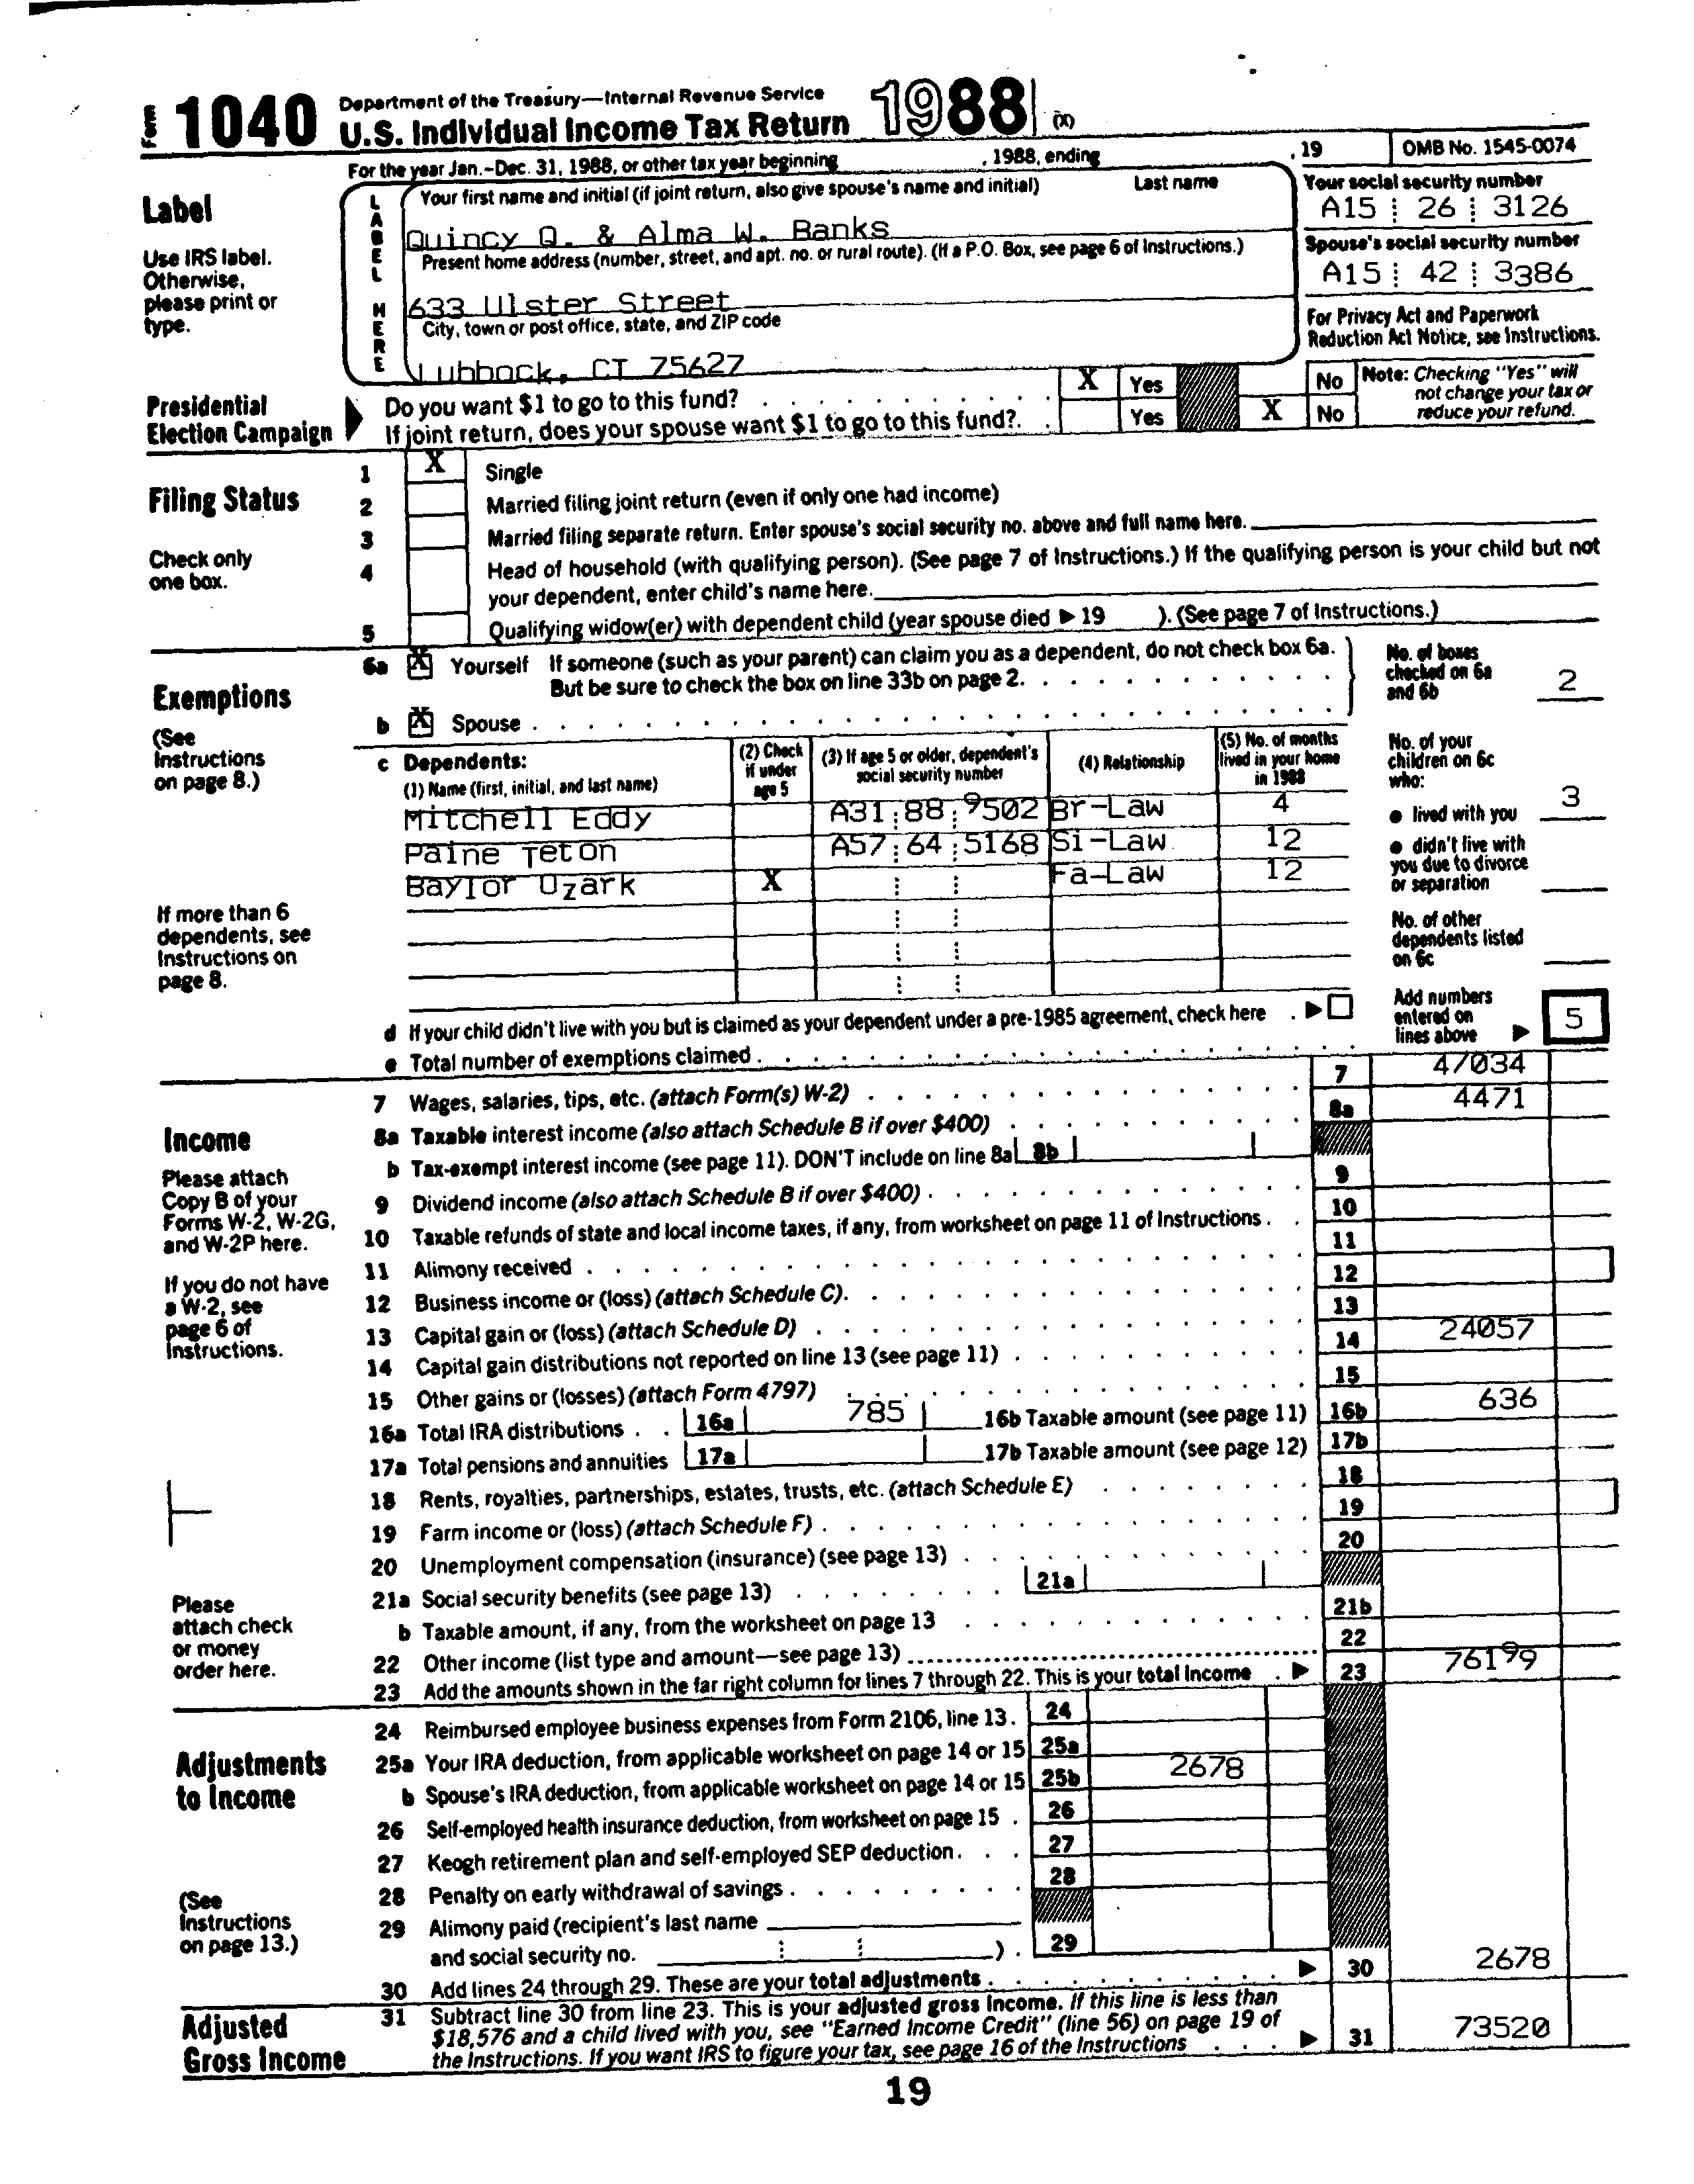 Form 1040 Department of the Treasury—Internal Revenue Service
U.S. Individual Income Tax Return 1988 (X)
For the year Jan.-Dec. 31, 1988, or other tax year beginning , 1988, ending , 19 OMB No. 1545-0074
Label
Use IRS label.
Otherwise,
please print or
type.
LABEL HERE
Your first name and initial (if joint return, also give spouse's name and initial) Last name
Quincy Q. & Alma W. Banks
Present home address (number, street, and apt. no. or rural route). (If a P.O. Box, see page 6 of Instructions.)
633 Ulster Street
City, town or post office, state, and ZIP code
Lubbock, CT 75627
Your social security number
A15 26 3126
Spouse's social security number
A15 42 3386
For Privacy Act and Paperwork
Reduction Act Notice, see Instructions.
Presidential
Election Campaign
Do you want $1 to go to this fund? X Yes No
If joint return, does your spouse want $1 to go to this fund? Yes X No
Note: Checking "Yes" will
not change your tax or
reduce your refund.
Filing Status
Check only
one box.
1 X Single
2 Married filing joint return (even if only one had income)
3 Married filing separate return. Enter spouse's social security no. above and full name here.
4 Head of household (with qualifying person). (See page 7 of Instructions.) If the qualifying person is your child but not
your dependent, enter child's name here.
5 Qualifying widow(er) with dependent child (year spouse died ▶ 19 ). (See page 7 of Instructions.)
Exemptions
(See
Instructions
on page 8.)
If more than 6
dependents, see
Instructions on
page 8.
6a X Yourself If someone (such as your parent) can claim you as a dependent, do not check box 6a.
But be sure to check the box on line 33b on page 2.
b X Spouse
No. of boxes
checked on 6a
and 6b 2
c Dependents:
(1) Name (first, initial, and last name)
(2) Check
if under
age 5
(3) If age 5 or older, dependent's
social security number
(4) Relationship
(5) No. of months
lived in your home
in 1988
Mitchell Eddy A31 88 9502 Br-Law 4
Paine Teton A57 64 5168 Si-Law 12
Baylor Ozark X Fa-Law 12
No. of your
children on 6c
who:
● lived with you 3
● didn't live with
you due to divorce
or separation
No. of other
dependents listed
on 6c
d If your child didn't live with you but is claimed as your dependent under a pre-1985 agreement, check here ▶
e Total number of exemptions claimed
Add numbers
entered on
lines above ▶ 5
Income
Please attach
Copy B of your
Forms W-2, W-2G,
and W-2P here.
If you do not have
a W-2, see
page 6 of
Instructions.
Please
attach check
or money
order here.
7 Wages, salaries, tips, etc. (attach Form(s) W-2) 7 47034
8a Taxable interest income (also attach Schedule B if over $400) 8a 4471
b Tax-exempt interest income (see page 11). DON'T include on line 8a 8b
9 Dividend income (also attach Schedule B if over $400) 9
10 Taxable refunds of state and local income taxes, if any, from worksheet on page 11 of Instructions 10
11 Alimony received 11
12 Business income or (loss) (attach Schedule C) 12
13 Capital gain or (loss) (attach Schedule D) 13
14 Capital gain distributions not reported on line 13 (see page 11) 14 24057
15 Other gains or (losses) (attach Form 4797) 15
16a Total IRA distributions 16a 785 16b Taxable amount (see page 11) 16b 636
17a Total pensions and annuities 17a 17b Taxable amount (see page 12) 17b
18 Rents, royalties, partnerships, estates, trusts, etc. (attach Schedule E) 18
19 Farm income or (loss) (attach Schedule F) 19
20 Unemployment compensation (insurance) (see page 13) 20
21a Social security benefits (see page 13) 21a
b Taxable amount, if any, from the worksheet on page 13 21b
22 Other income (list type and amount—see page 13) 22
23 Add the amounts shown in the far right column for lines 7 through 22. This is your total income ▶ 23 76199
Adjustments
to Income
(See
Instructions
on page 13.)
24 Reimbursed employee business expenses from Form 2106, line 13. 24
25a Your IRA deduction, from applicable worksheet on page 14 or 15 25a
b Spouse's IRA deduction, from applicable worksheet on page 14 or 15 25b 2678
26 Self-employed health insurance deduction, from worksheet on page 15 26
27 Keogh retirement plan and self-employed SEP deduction 27
28 Penalty on early withdrawal of savings 28
29 Alimony paid (recipient's last name
and social security no. ) 29
30 Add lines 24 through 29. These are your total adjustments ▶ 30 2678
Adjusted
Gross Income
31 Subtract line 30 from line 23. This is your adjusted gross income. If this line is less than
$18,576 and a child lived with you, see "Earned Income Credit" (line 56) on page 19 of
the Instructions. If you want IRS to figure your tax, see page 16 of the Instructions ▶ 31 73520
19